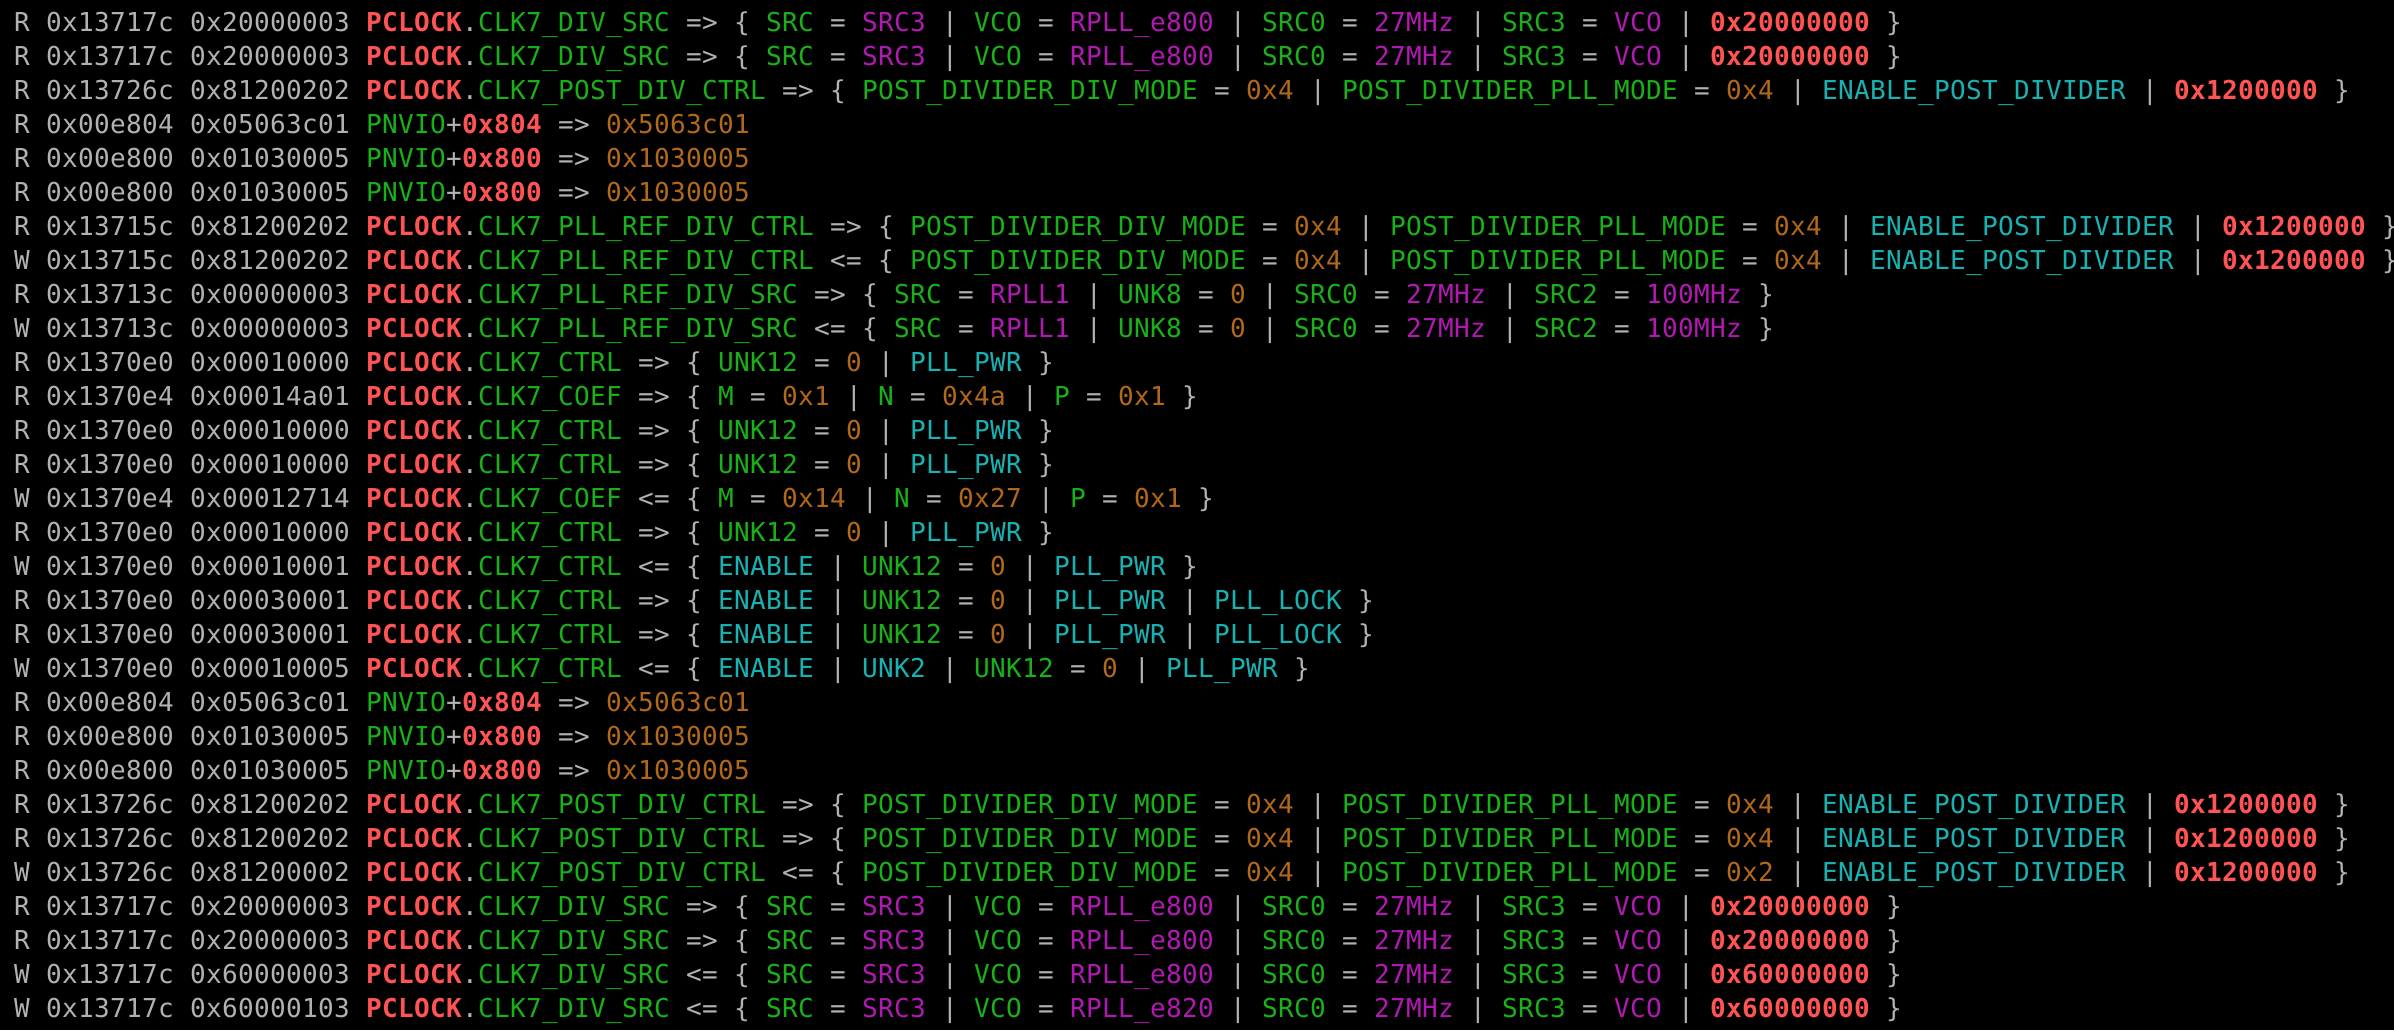 R 0x13717c 0x20000003 PCLOCK.CLK7_DIV_SRC => { SRC = SRC3 | VCO = RPLL_e800 | SRC0 = 27MHz | SRC3 = VCO | 0x20000000 }
R 0x13717c 0x20000003 PCLOCK.CLK7_DIV_SRC => { SRC = SRC3 | VCO = RPLL_e800 | SRC0 = 27MHz | SRC3 = VCO | 0x20000000 }
R 0x13726c 0x81200202 PCLOCK.CLK7_POST_DIV_CTRL => { POST_DIVIDER_DIV_MODE = 0x4 | POST_DIVIDER_PLL_MODE = 0x4 | ENABLE_POST_DIVIDER | 0x1200000 }
R 0x00e804 0x05063c01 PNVIO+0x804 => 0x5063c01
R 0x00e800 0x01030005 PNVIO+0x800 => 0x1030005
R 0x00e800 0x01030005 PNVIO+0x800 => 0x1030005
R 0x13715c 0x81200202 PCLOCK.CLK7_PLL_REF_DIV_CTRL => { POST_DIVIDER_DIV_MODE = 0x4 | POST_DIVIDER_PLL_MODE = 0x4 | ENABLE_POST_DIVIDER | 0x1200000 }
W 0x13715c 0x81200202 PCLOCK.CLK7_PLL_REF_DIV_CTRL <= { POST_DIVIDER_DIV_MODE = 0x4 | POST_DIVIDER_PLL_MODE = 0x4 | ENABLE_POST_DIVIDER | 0x1200000 }
R 0x13713c 0x00000003 PCLOCK.CLK7_PLL_REF_DIV_SRC => { SRC = RPLL1 | UNK8 = 0 | SRC0 = 27MHz | SRC2 = 100MHz }
W 0x13713c 0x00000003 PCLOCK.CLK7_PLL_REF_DIV_SRC <= { SRC = RPLL1 | UNK8 = 0 | SRC0 = 27MHz | SRC2 = 100MHz }
R 0x1370e0 0x00010000 PCLOCK.CLK7_CTRL => { UNK12 = 0 | PLL_PWR }
R 0x1370e4 0x00014a01 PCLOCK.CLK7_COEF => { M = 0x1 | N = 0x4a | P = 0x1 }
R 0x1370e0 0x00010000 PCLOCK.CLK7_CTRL => { UNK12 = 0 | PLL_PWR }
R 0x1370e0 0x00010000 PCLOCK.CLK7_CTRL => { UNK12 = 0 | PLL_PWR }
W 0x1370e4 0x00012714 PCLOCK.CLK7_COEF <= { M = 0x14 | N = 0x27 | P = 0x1 }
R 0x1370e0 0x00010000 PCLOCK.CLK7_CTRL => { UNK12 = 0 | PLL_PWR }
W 0x1370e0 0x00010001 PCLOCK.CLK7_CTRL <= { ENABLE | UNK12 = 0 | PLL_PWR }
R 0x1370e0 0x00030001 PCLOCK.CLK7_CTRL => { ENABLE | UNK12 = 0 | PLL_PWR | PLL_LOCK }
R 0x1370e0 0x00030001 PCLOCK.CLK7_CTRL => { ENABLE | UNK12 = 0 | PLL_PWR | PLL_LOCK }
W 0x1370e0 0x00010005 PCLOCK.CLK7_CTRL <= { ENABLE | UNK2 | UNK12 = 0 | PLL_PWR }
R 0x00e804 0x05063c01 PNVIO+0x804 => 0x5063c01
R 0x00e800 0x01030005 PNVIO+0x800 => 0x1030005
R 0x00e800 0x01030005 PNVIO+0x800 => 0x1030005
R 0x13726c 0x81200202 PCLOCK.CLK7_POST_DIV_CTRL => { POST_DIVIDER_DIV_MODE = 0x4 | POST_DIVIDER_PLL_MODE = 0x4 | ENABLE_POST_DIVIDER | 0x1200000 }
R 0x13726c 0x81200202 PCLOCK.CLK7_POST_DIV_CTRL => { POST_DIVIDER_DIV_MODE = 0x4 | POST_DIVIDER_PLL_MODE = 0x4 | ENABLE_POST_DIVIDER | 0x1200000 }
W 0x13726c 0x81200002 PCLOCK.CLK7_POST_DIV_CTRL <= { POST_DIVIDER_DIV_MODE = 0x4 | POST_DIVIDER_PLL_MODE = 0x2 | ENABLE_POST_DIVIDER | 0x1200000 }
R 0x13717c 0x20000003 PCLOCK.CLK7_DIV_SRC => { SRC = SRC3 | VCO = RPLL_e800 | SRC0 = 27MHz | SRC3 = VCO | 0x20000000 }
R 0x13717c 0x20000003 PCLOCK.CLK7_DIV_SRC => { SRC = SRC3 | VCO = RPLL_e800 | SRC0 = 27MHz | SRC3 = VCO | 0x20000000 }
W 0x13717c 0x60000003 PCLOCK.CLK7_DIV_SRC <= { SRC = SRC3 | VCO = RPLL_e800 | SRC0 = 27MHz | SRC3 = VCO | 0x60000000 }
W 0x13717c 0x60000103 PCLOCK.CLK7_DIV_SRC <= { SRC = SRC3 | VCO = RPLL_e820 | SRC0 = 27MHz | SRC3 = VCO | 0x60000000 }